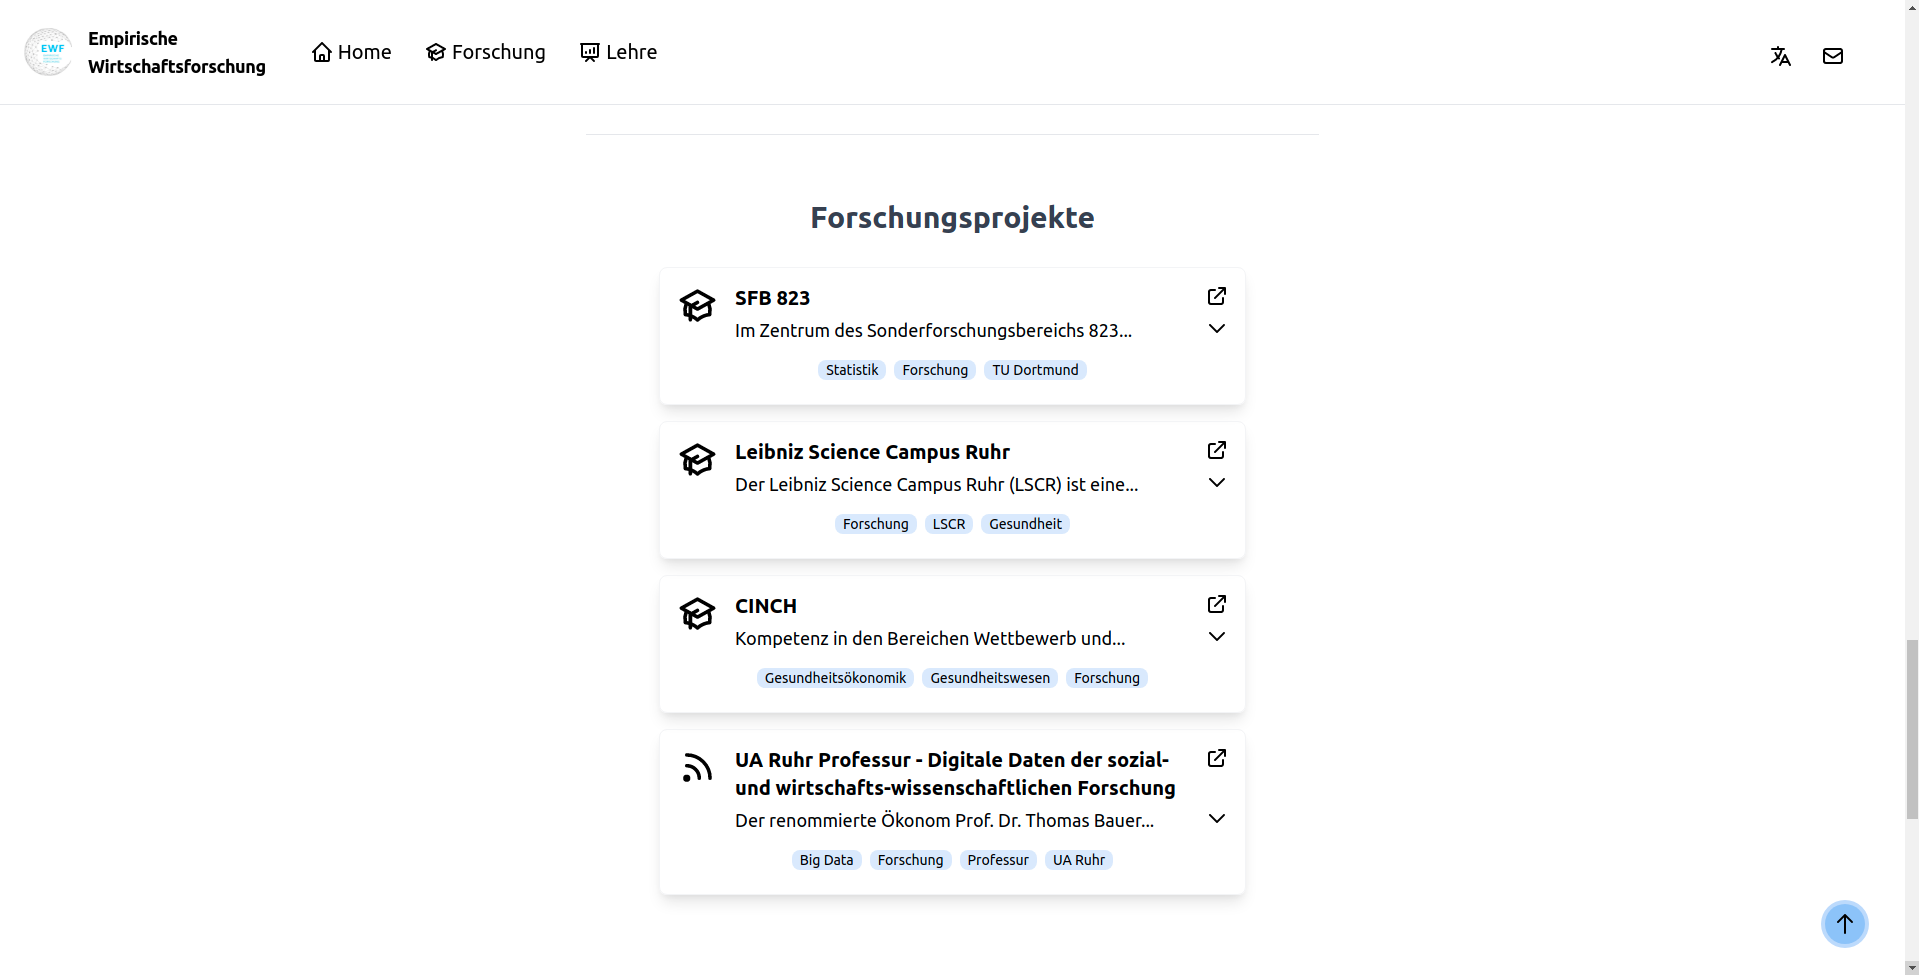 EWF
Empirische
Wirtschaftsforschung
Home
Forschung
Lehre
Forschungsprojekte
SFB 823
Im Zentrum des Sonderforschungsbereichs 823...
Statistik
Forschung
TU Dortmund
Leibniz Science Campus Ruhr
Der Leibniz Science Campus Ruhr (LSCR) ist eine...
Forschung
LSCR
Gesundheit
CINCH
Kompetenz in den Bereichen Wettbewerb und...
Gesundheitsökonomik
Gesundheitswesen
Forschung
UA Ruhr Professur - Digitale Daten der sozial-
und wirtschafts-wissenschaftlichen Forschung
Der renommierte Ökonom Prof. Dr. Thomas Bauer...
Big Data
Forschung
Professur
UA Ruhr